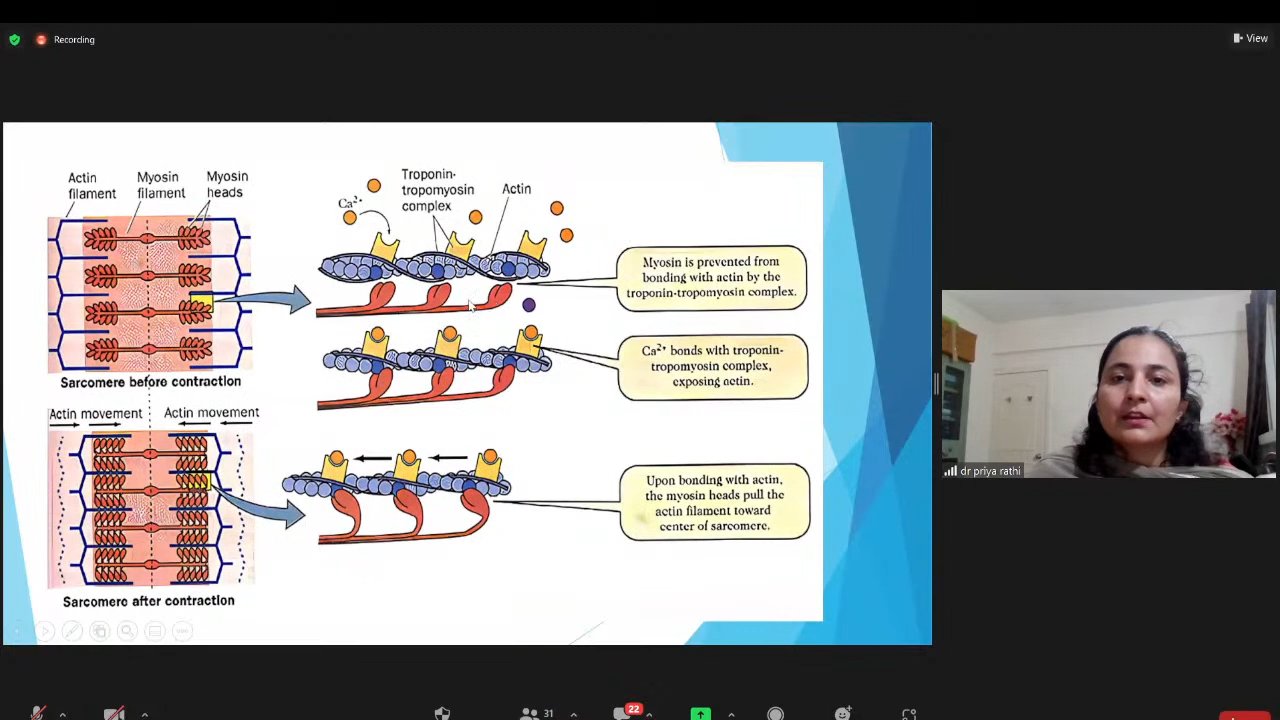 Recording
View
Actin
filament
Myosin
filament
Myosin
heads
Sarcomere before contraction
Actin movement
Actin movement
Sarcomere after contraction
Ca²⁺
Troponin-
tropomyosin
complex
Actin
Myosin is prevented from
bonding with actin by the
troponin-tropomyosin complex.
Ca²⁺ bonds with troponin-
tropomyosin complex,
exposing actin.
Upon bonding with actin,
the myosin heads pull the
actin filament toward
center of sarcomere.
dr priya rathi
31
22